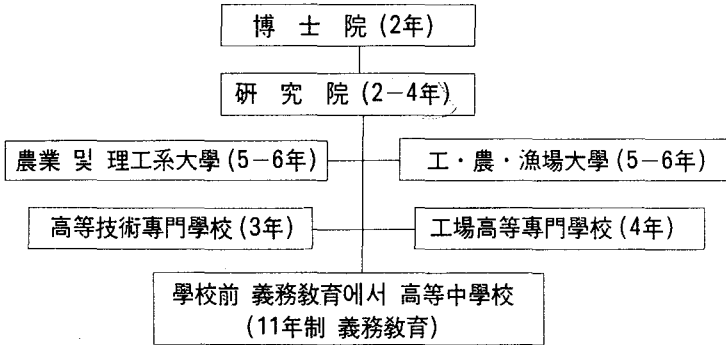 博 士 院 (2年)
硏 究 院 (2-4年)
農業 및 理工系大學 (5-6年)
工・農・漁場大學 (5-6年)
高等技術專門學校 (3年)
工場高等專門學校 (4年)
學校前 義務敎育에서 高等中學校
(11年制 義務敎育)